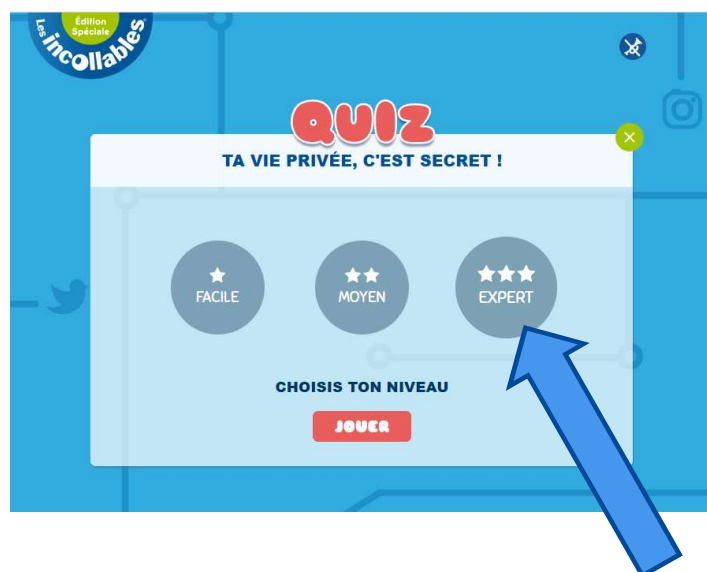 Édition
Spéciale
Les
incollables
QUIZ
TA VIE PRIVÉE, C'EST SECRET !
FACILE
MOYEN
EXPERT
CHOISIS TON NIVEAU
JOUER